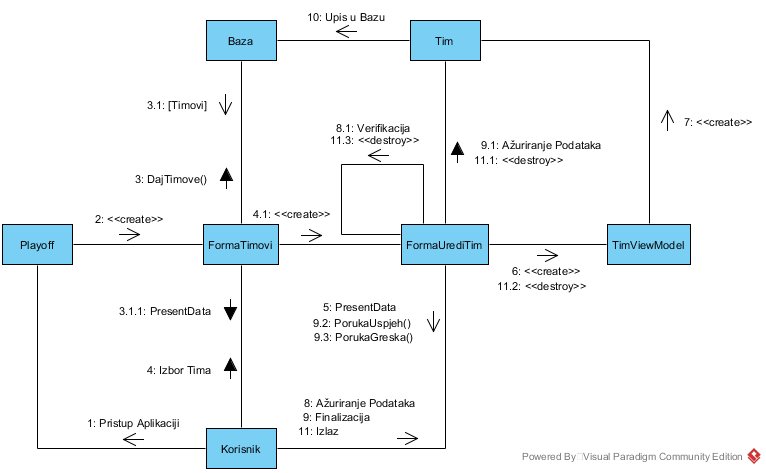 10: Upis u Bazu
Baza
Tim
3.1: [Timovi]
7: <<create>>
8.1: Verifikacija
11.3: <<destroy>>
9.1: Ažuriranje Podataka
11.1: <<destroy>>
3: DajTimove()
2: <<create>>
4.1: <<create>>
Playoff
FormaTimovi
FormaUrediTim
TimViewModel
6: <<create>>
11.2: <<destroy>>
3.1.1: PresentData
5: PresentData
9.2: PorukaUspjeh()
9.3: PorukaGreska()
4: Izbor Tima
8: Ažuriranje Podataka
9: Finalizacija
11: Izlaz
1: Pristup Aplikaciji
Korisnik
Powered By Visual Paradigm Community Edition